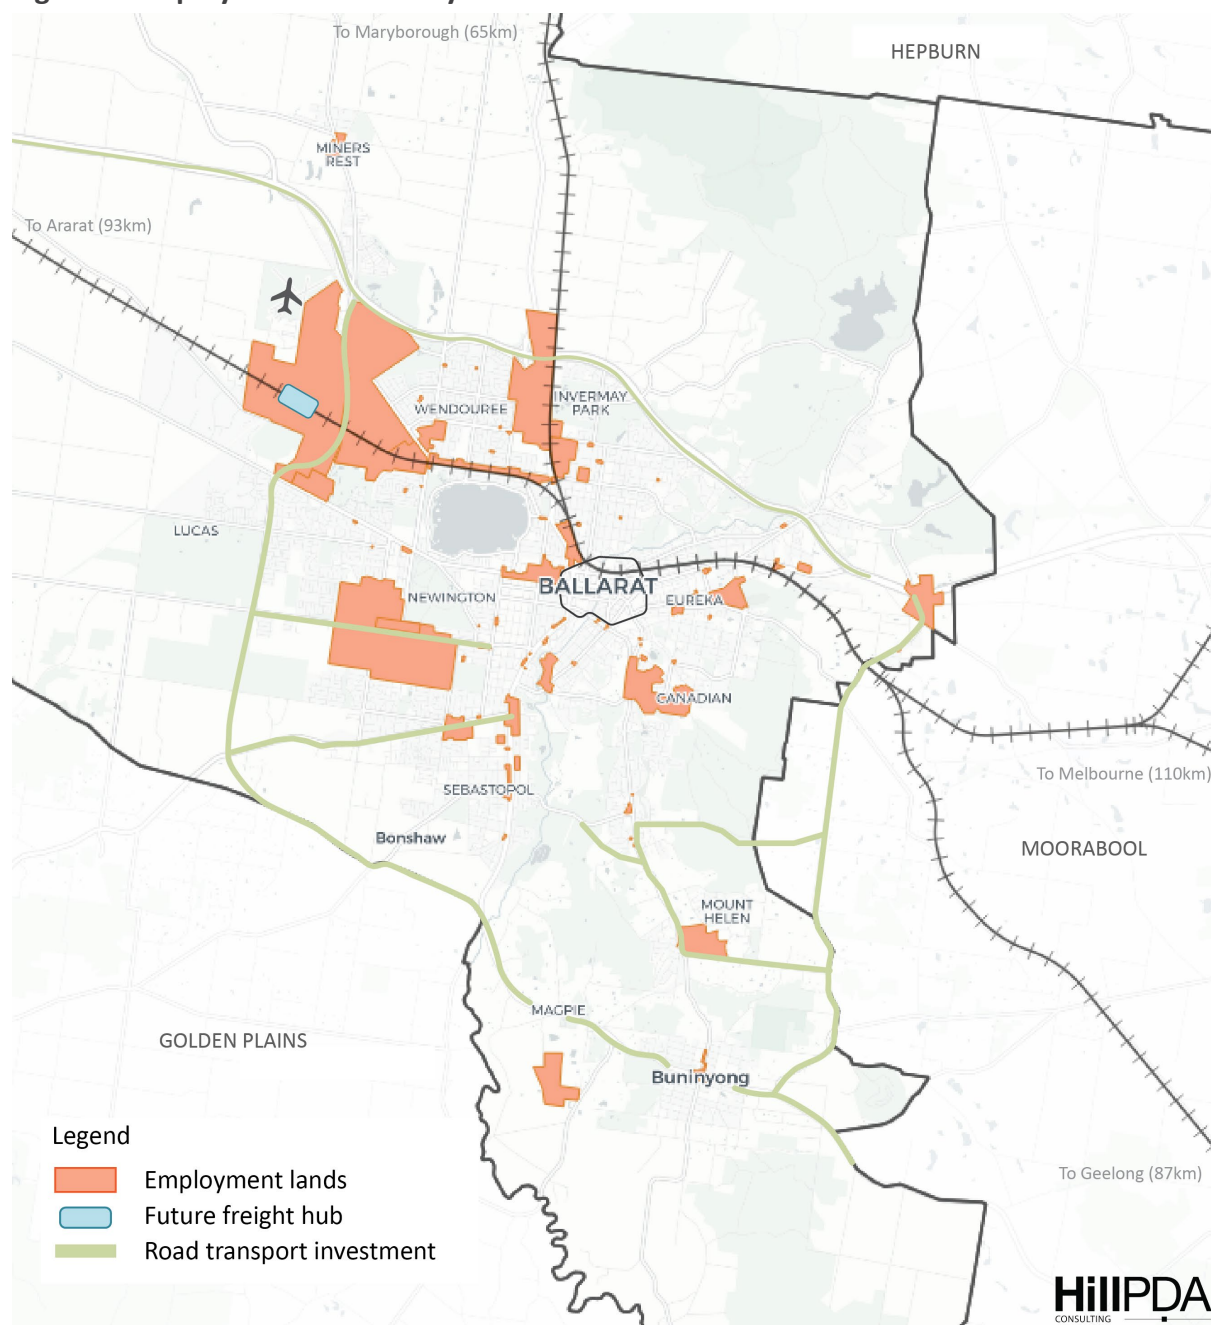 To Maryborough (65km)
HEPBURN
MINERS
REST
To Ararat (93km)
WENDOUREE
INVERMAY
PARK
LUCAS
BALLARAT
NEWINGTON
EUREKA
CANADIAN
To Melbourne (110km)
SEBASTOPOL
Bonshaw
MOORABOOL
MOUNT
HELEN
MAGPIE
GOLDEN PLAINS
Buninyong
Legend
To Geelong (87km)
Employment lands
Future freight hub
Road transport investment
HillPDA
CONSULTING